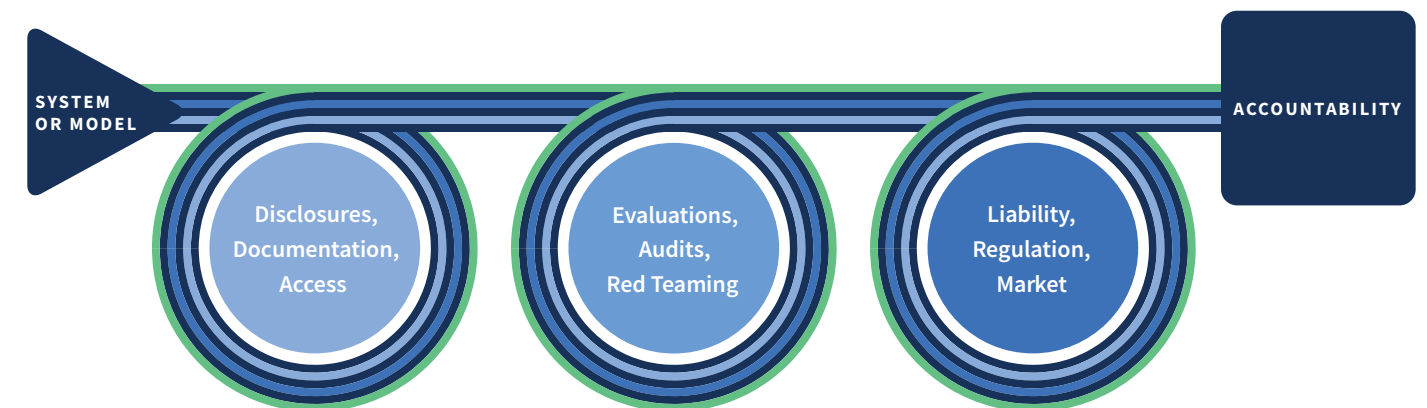 SYSTEM
OR MODEL
Disclosures,
Documentation,
Access
Evaluations,
Audits,
Red Teaming
Liability,
Regulation,
Market
ACCOUNTABILITY